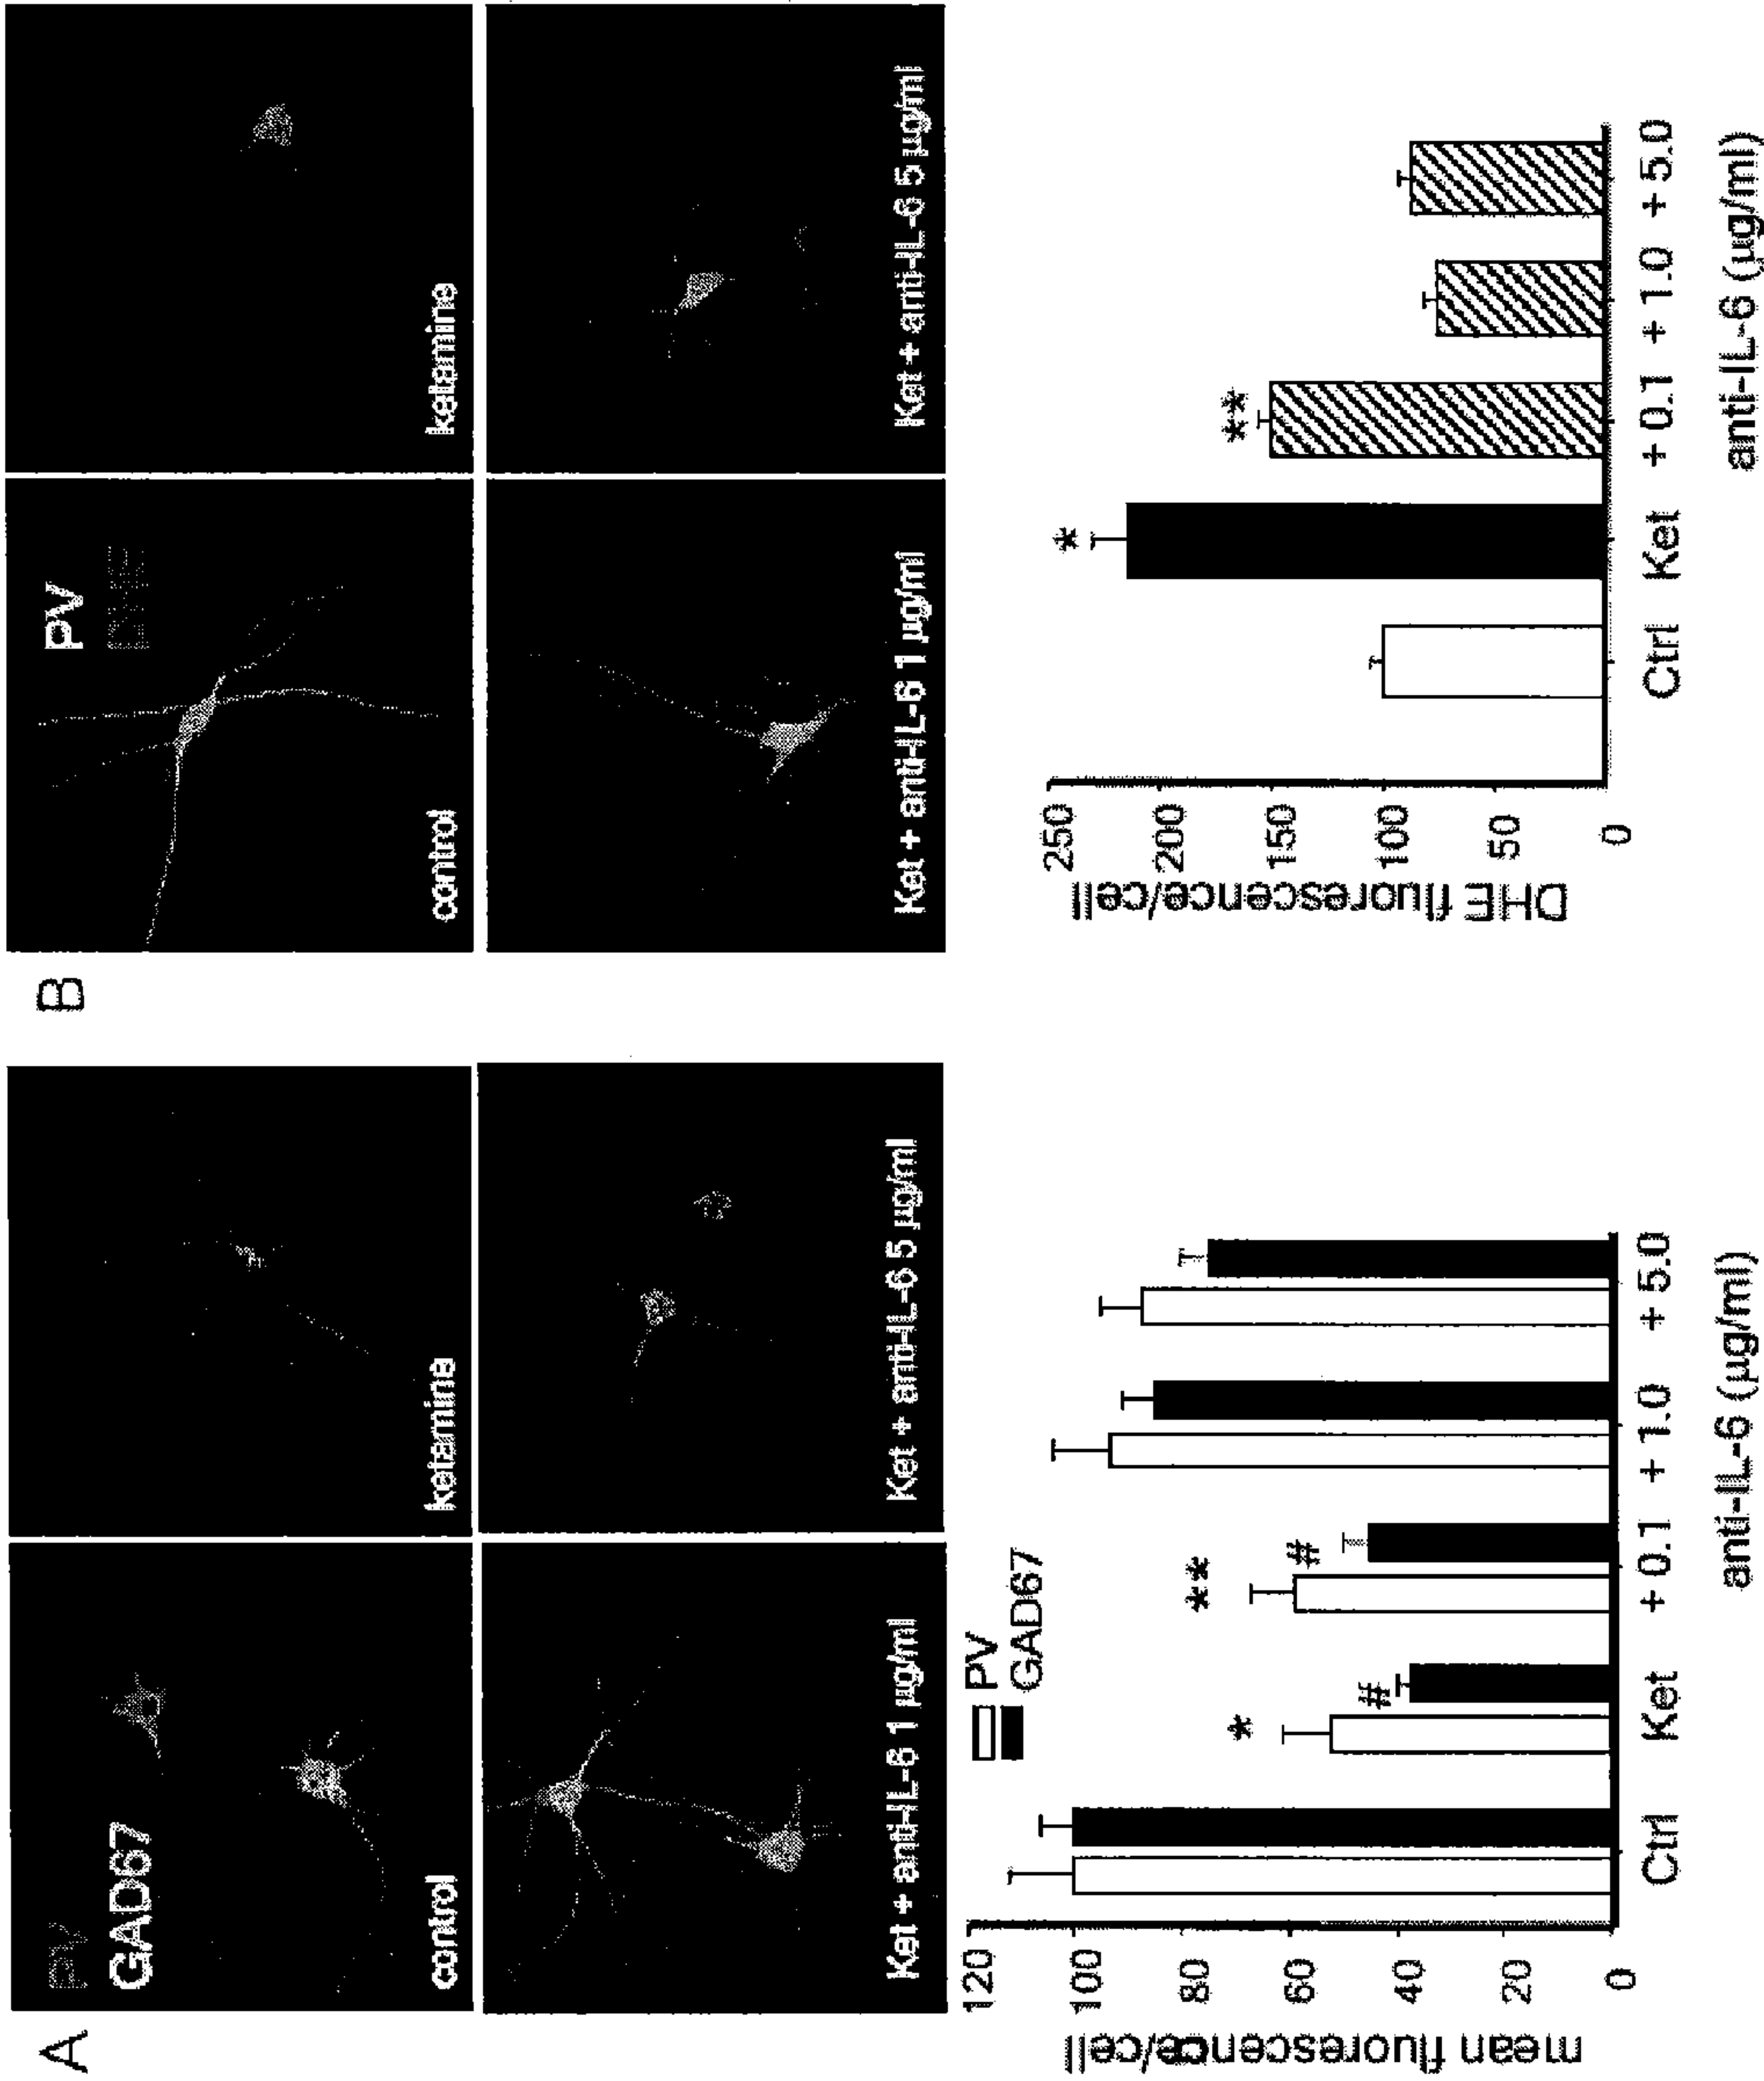 A
PV
GAD67
control
ketamine
Ket + anti-IL-6 1 µg/ml
Ket + anti-IL-6 5 µg/ml
mean fluorescence/cell
120
100
80
60
40
20
0
PV
GAD67
*
#
**
#
Ctrl
Ket
+ 0.1
+ 1.0
+ 5.0
anti-IL-6 (µg/ml)
B
PV
DHE
control
ketamine
Ket + anti-IL-6 1 µg/ml
Ket + anti-IL-6 5 µg/ml
DHE fluorescence/cell
250
200
150
100
50
0
*
**
Ctrl
Ket
+ 0.1
+ 1.0
+ 5.0
anti-IL-6 (µg/ml)